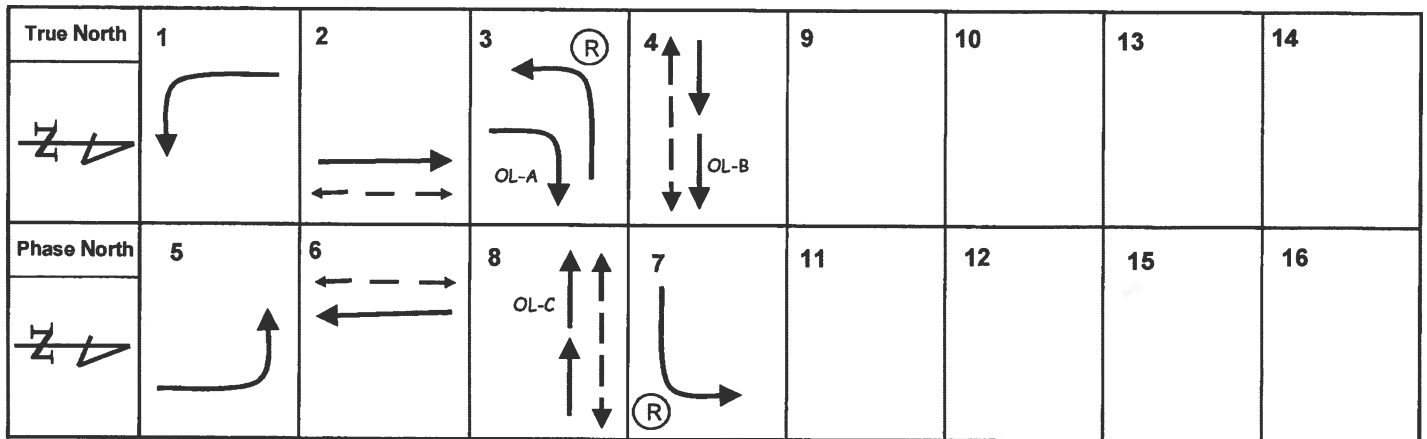 True North 1 2 3 R 4 9 10 13 14
N
OL-A OL-B
Phase North 5 6 8 7 11 12 15 16
OL-C
N
R